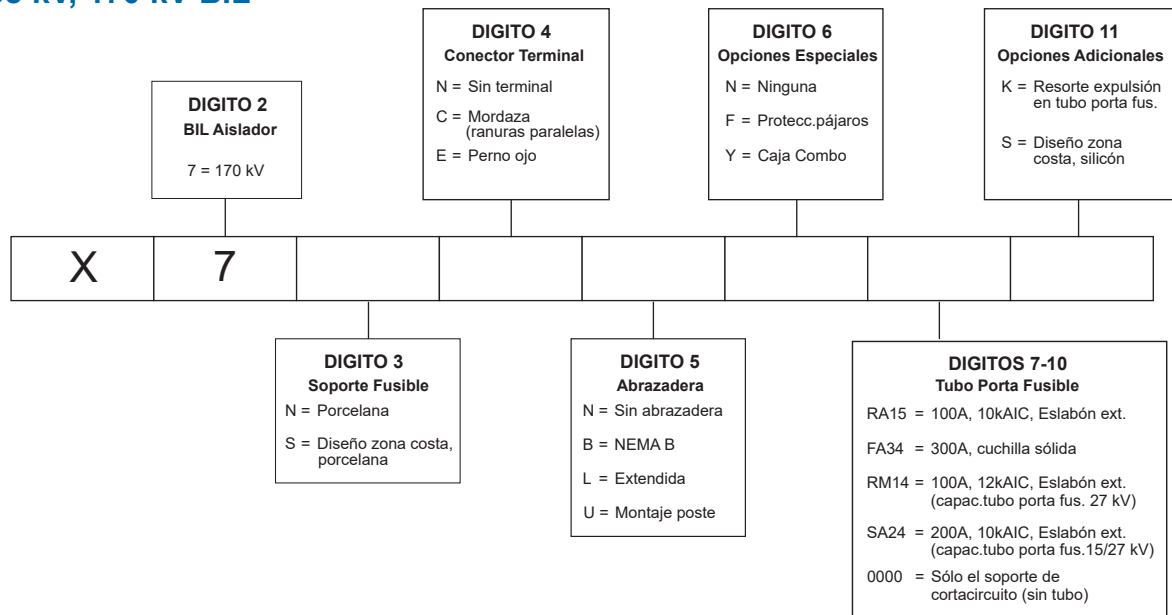 170 kV BIL
DIGITO 4
Conector Terminal
N = Sin terminal
C = Mordaza
(ranuras paralelas)
E = Perno ojo
DIGITO 6
Opciones Especiales
N = Ninguna
F = Protecc.pájaros
Y = Caja Combo
DIGITO 11
Opciones Adicionales
K = Resorte expulsión
en tubo porta fus.
S = Diseño zona
costa, silicón
DIGITO 2
BIL Aislador
7 = 170 kV
X 7
DIGITO 3
Soporte Fusible
N = Porcelana
S = Diseño zona costa,
porcelana
DIGITO 5
Abrazadera
N = Sin abrazadera
B = NEMA B
L = Extendida
U = Montaje poste
DIGITOS 7-10
Tubo Porta Fusible
RA15 = 100A, 10kAIC, Eslabón ext.
FA34 = 300A, cuchilla sólida
RM14 = 100A, 12kAIC, Eslabón ext.
(capac.tubo porta fus. 27 kV)
SA24 = 200A, 10kAIC, Eslabón ext.
(capac.tubo porta fus.15/27 kV)
0000 = Sólo el soporte de
cortacircuito (sin tubo)